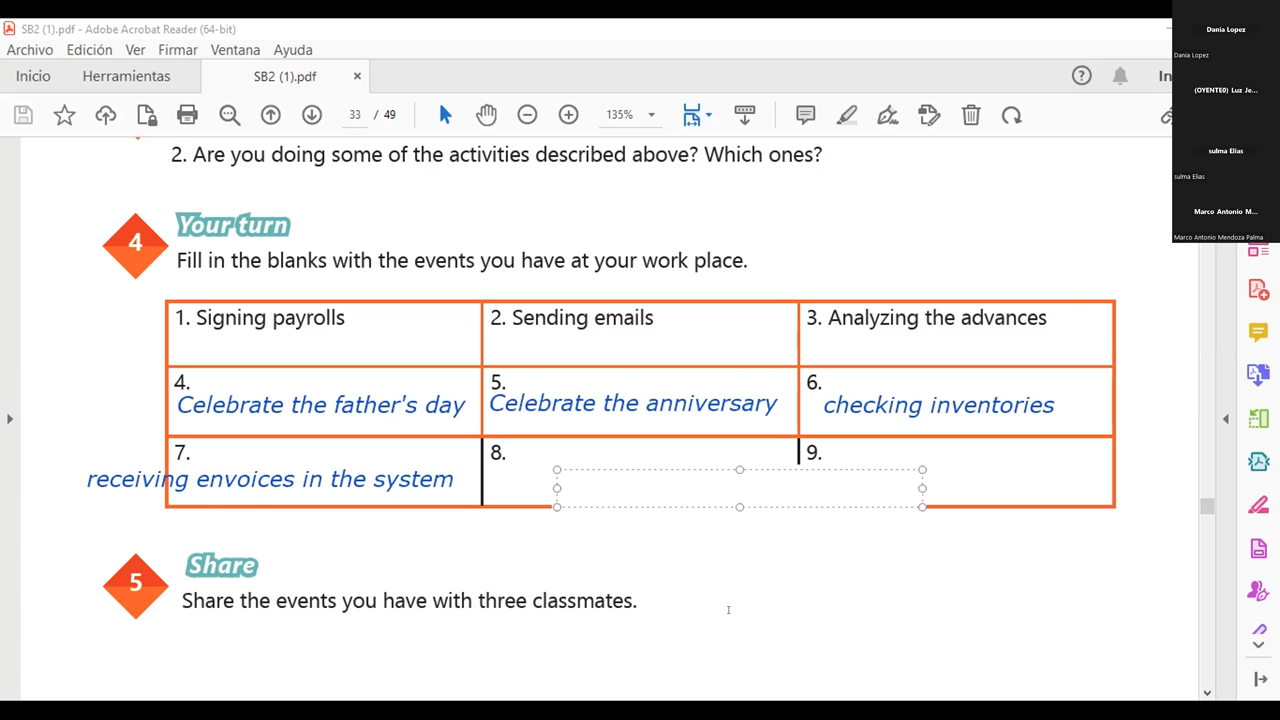 SB2 (1).pdf - Adobe Acrobat Reader (64-bit)
Archivo Edición Ver Firmar Ventana Ayuda
Inicio Herramientas SB2 (1).pdf × In
33 / 49 135%
2. Are you doing some of the activities described above? Which ones?
4 Your turn
Fill in the blanks with the events you have at your work place.
1. Signing payrolls 2. Sending emails 3. Analyzing the advances
4. 5. 6.
Celebrate the father's day Celebrate the anniversary checking inventories
7. 8. 9.
receiving envoices in the system
5 Share
Share the events you have with three classmates.
Dania Lopez
Dania Lopez
(OYENTE0) Luz Je...
sulma Elias
sulma Elias
Marco Antonio M...
Marco Antonio Mendoza Palma